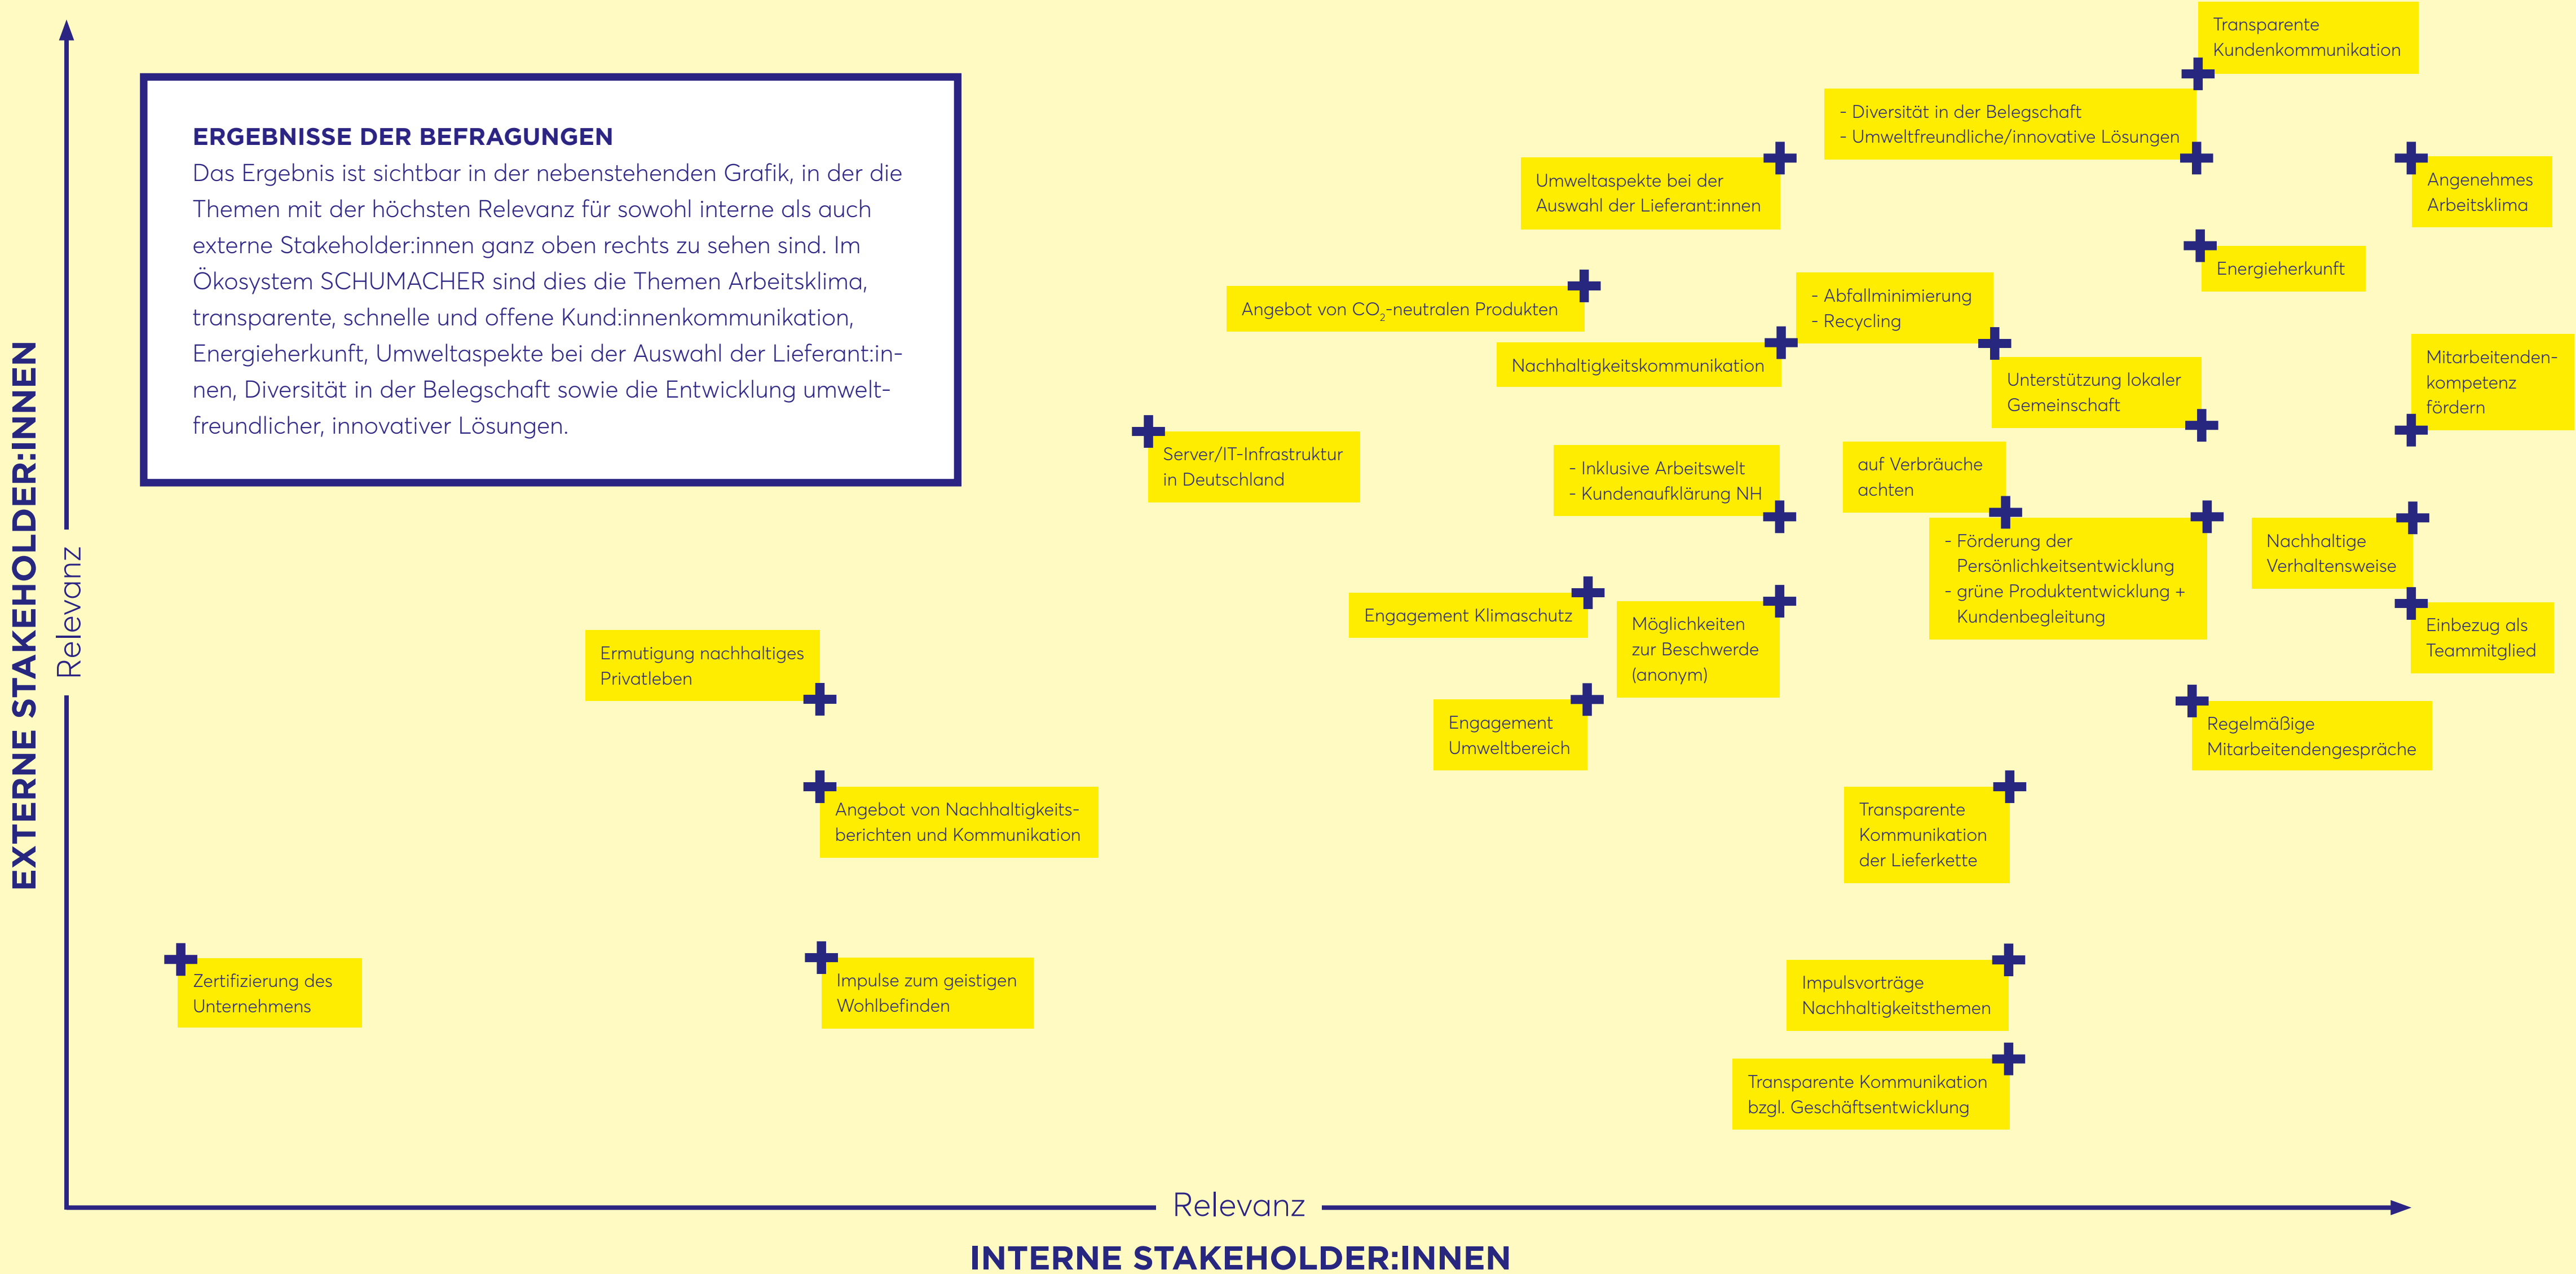 EXTERNE STAKEHOLDER:INNEN
Relevanz
ERGEBNISSE DER BEFRAGUNGEN
Das Ergebnis ist sichtbar in der nebenstehenden Grafik, in der die
Themen mit der höchsten Relevanz für sowohl interne als auch
externe Stakeholder:innen ganz oben rechts zu sehen sind. Im
Ökosystem SCHUMACHER sind dies die Themen Arbeitsklima,
transparente, schnelle und offene Kund:innenkommunikation,
Energieherkunft, Umweltaspekte bei der Auswahl der Lieferant:in-
nen, Diversität in der Belegschaft sowie die Entwicklung umwelt-
freundlicher, innovativer Lösungen.
Transparente
Kundenkommunikation
- Diversität in der Belegschaft
- Umweltfreundliche/innovative Lösungen
Umweltaspekte bei der
Auswahl der Lieferant:innen
Angenehmes
Arbeitsklima
Energieherkunft
Angebot von CO₂-neutralen Produkten
- Abfallminimierung
- Recycling
Nachhaltigkeitskommunikation
Unterstützung lokaler
Gemeinschaft
Mitarbeitenden-
kompetenz
fördern
Server/IT-Infrastruktur
in Deutschland
- Inklusive Arbeitswelt
- Kundenaufklärung NH
auf Verbräuche
achten
- Förderung der
Persönlichkeitsentwicklung
- grüne Produktentwicklung +
Kundenbegleitung
Nachhaltige
Verhaltensweise
Engagement Klimaschutz
Möglichkeiten
zur Beschwerde
(anonym)
Einbezug als
Teammitglied
Ermutigung nachhaltiges
Privatleben
Engagement
Umweltbereich
Regelmäßige
Mitarbeitendengespräche
Angebot von Nachhaltigkeits-
berichten und Kommunikation
Transparente
Kommunikation
der Lieferkette
Zertifizierung des
Unternehmens
Impulse zum geistigen
Wohlbefinden
Impulsvorträge
Nachhaltigkeitsthemen
Transparente Kommunikation
bzgl. Geschäftsentwicklung
Relevanz
INTERNE STAKEHOLDER:INNEN